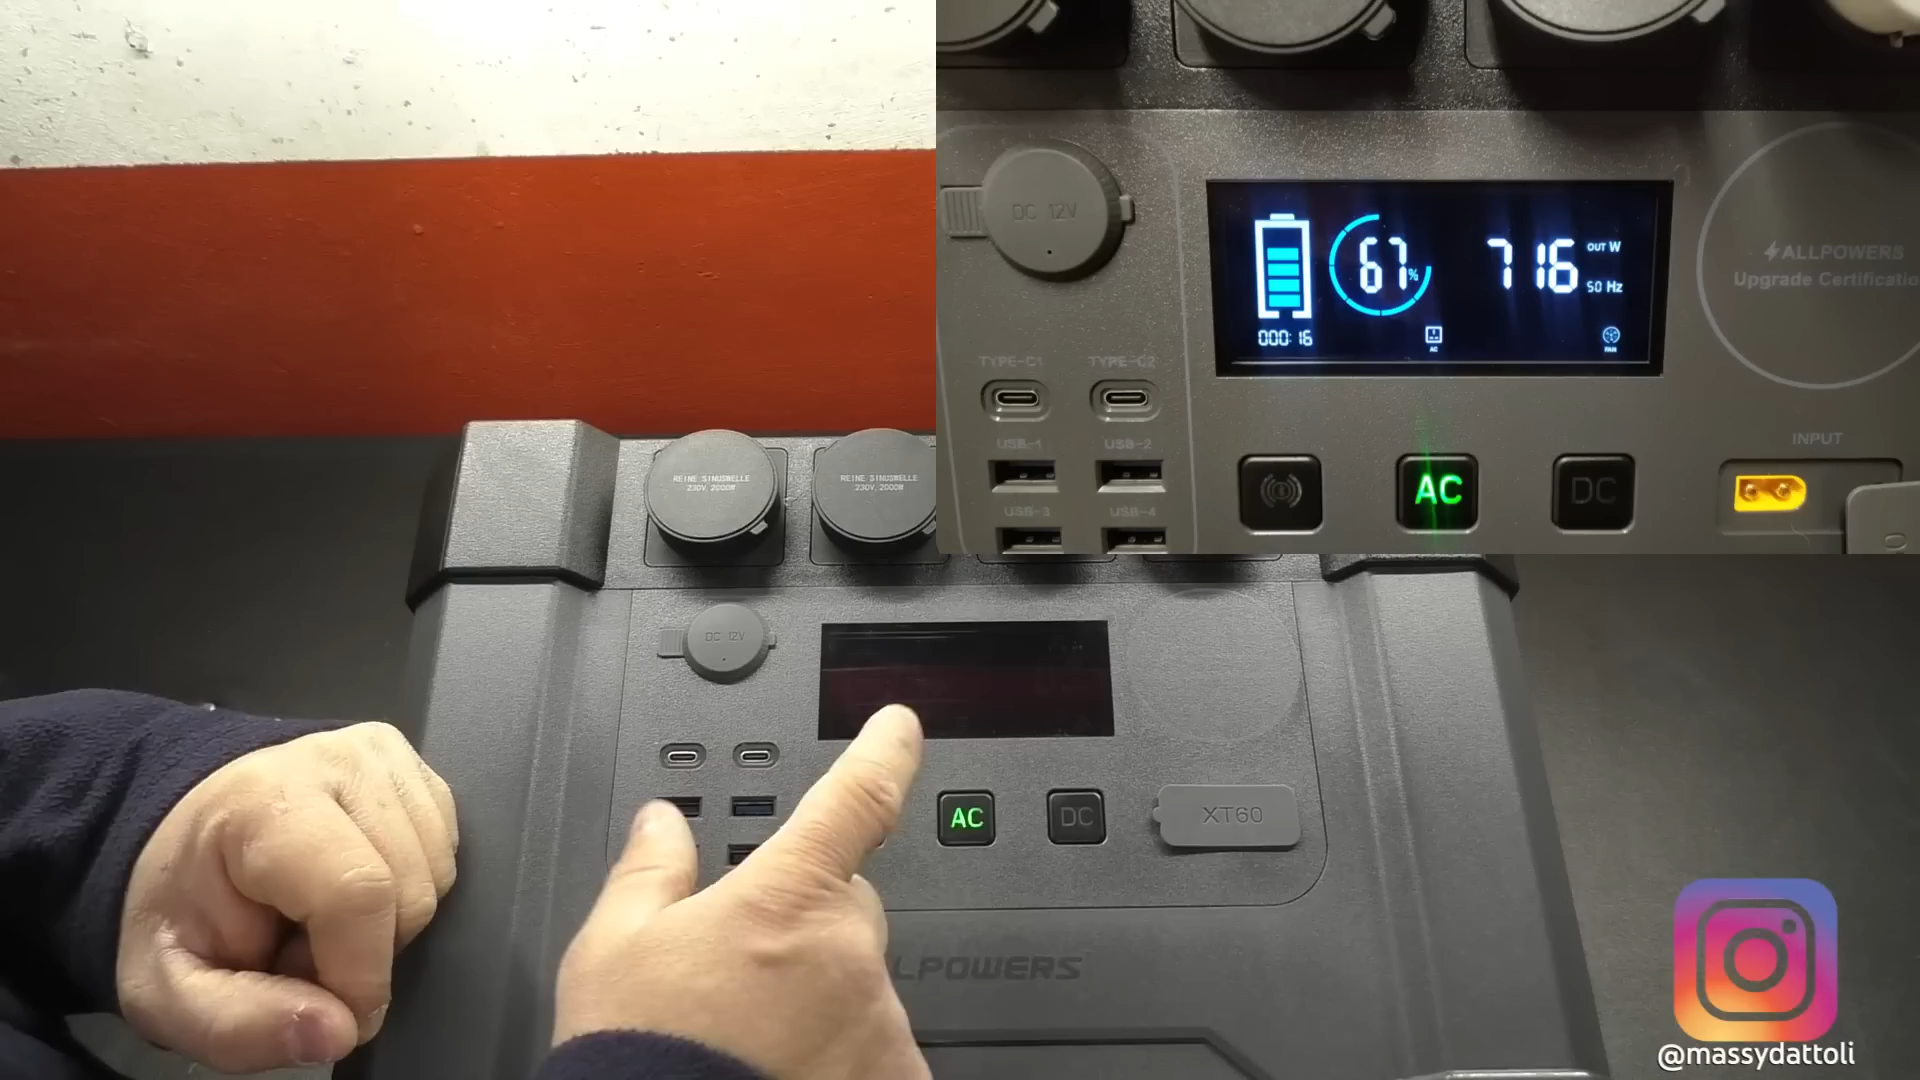 DC 12V
67%
716
OUT W
50 Hz
000:16
AC
FAN
ALLPOWERS
Upgrade Certificatio
TYPE-C1
TYPE-C2
USB-1
USB-2
USB-3
USB-4
AC
DC
INPUT
REINE SINUSWELLE
230V, 2000W
REINE SINUSWELLE
230V, 2000W
DC 12V
AC
DC
XT60
LPOWERS
@massydattoli